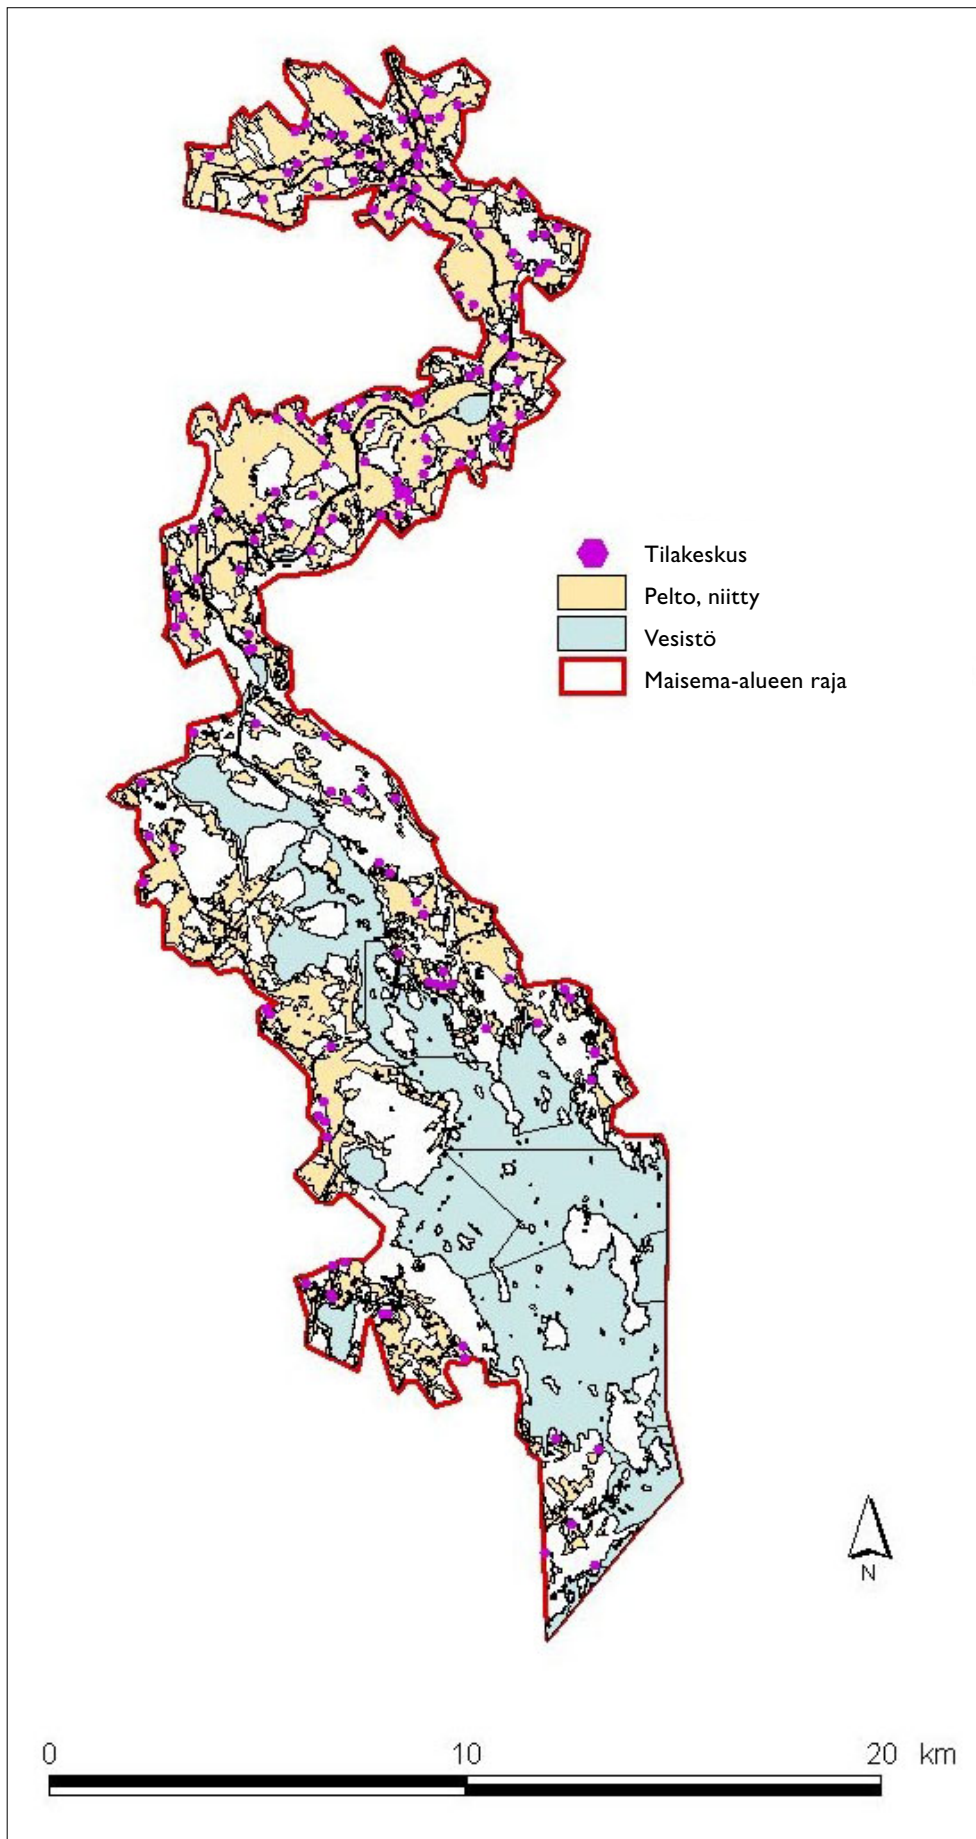 Tilakeskus
Pelto, niitty
Vesistö
Maisema-alueen raja
N
0 10 20 km